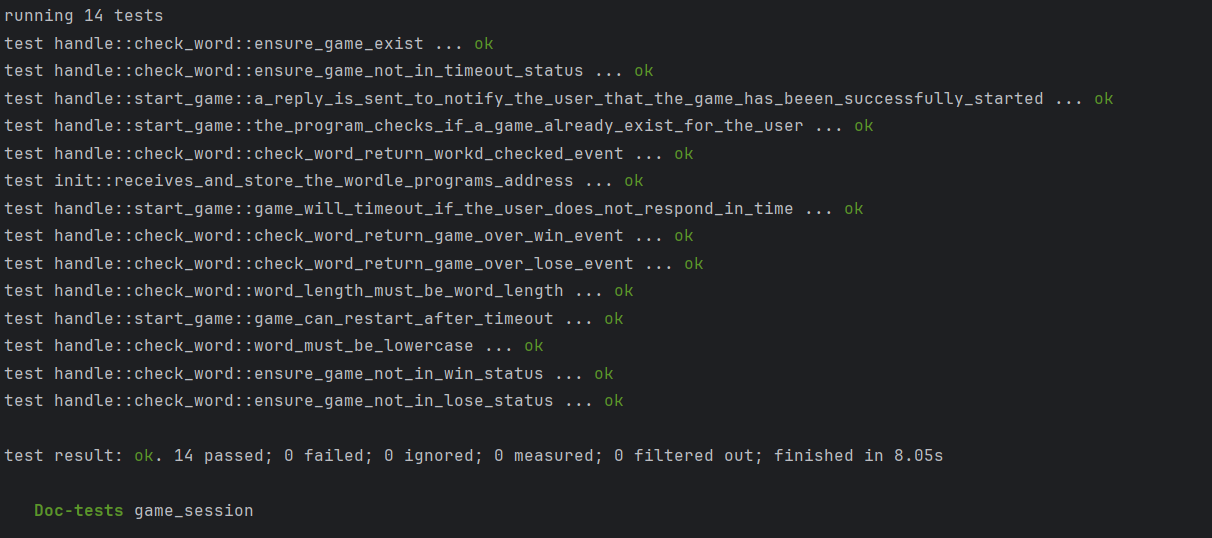 running 14 tests
test handle::check_word::ensure_game_exist ... ok
test handle::check_word::ensure_game_not_in_timeout_status ... ok
test handle::start_game::a_reply_is_sent_to_notify_the_user_that_the_game_has_beeen_successfully_started ... ok
test handle::start_game::the_program_checks_if_a_game_already_exist_for_the_user ... ok
test handle::check_word::check_word_return_workd_checked_event ... ok
test init::receives_and_store_the_wordle_programs_address ... ok
test handle::start_game::game_will_timeout_if_the_user_does_not_respond_in_time ... ok
test handle::check_word::check_word_return_game_over_win_event ... ok
test handle::check_word::check_word_return_game_over_lose_event ... ok
test handle::check_word::word_length_must_be_word_length ... ok
test handle::start_game::game_can_restart_after_timeout ... ok
test handle::check_word::word_must_be_lowercase ... ok
test handle::check_word::ensure_game_not_in_win_status ... ok
test handle::check_word::ensure_game_not_in_lose_status ... ok
test result: ok. 14 passed; 0 failed; 0 ignored; 0 measured; 0 filtered out; finished in 8.05s
Doc-tests game_session